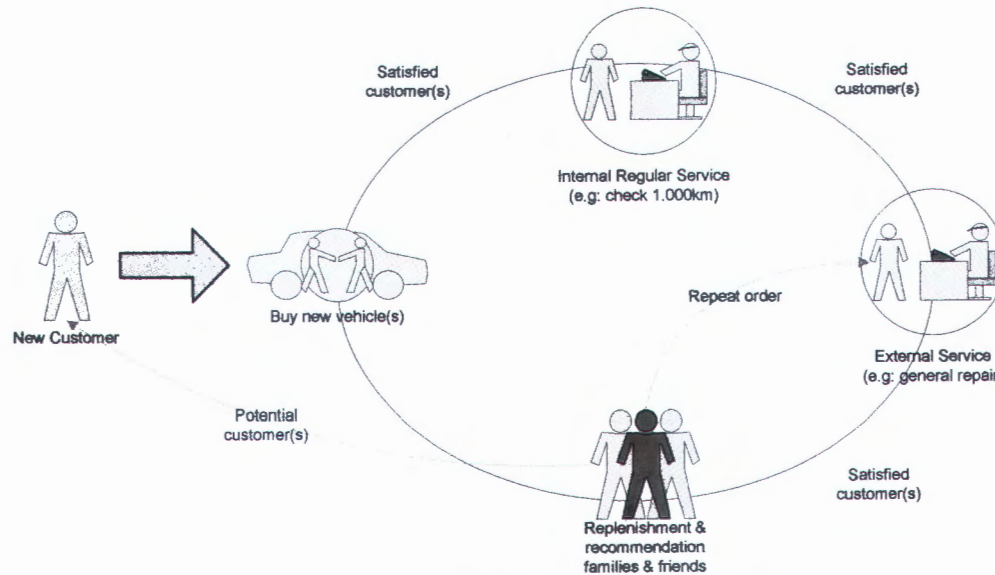 Satisfied
customer(s)
Satisfied
customer(s)
Internal Regular Service
(e.g: check 1.000km)
Repeat order
New Customer
Buy new vehicle(s)
External Service
(e.g: general repair
Potential
customer(s)
Satisfied
customer(s)
Replenishment &
recommendation
families & friends